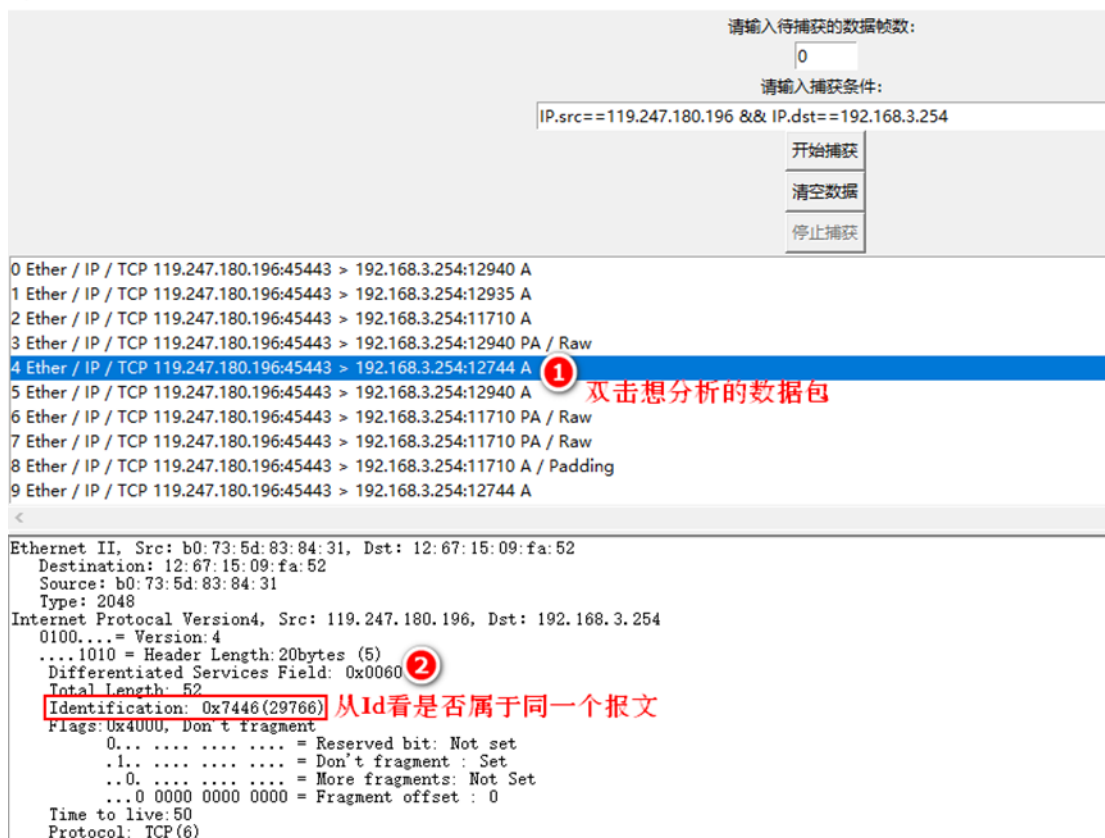 请输入待捕获的数据帧数:
0
请输入捕获条件:
IP.src==119.247.180.196 && IP.dst==192.168.3.254
开始捕获
清空数据
停止捕获
0 Ether / IP / TCP 119.247.180.196:45443 > 192.168.3.254:12940 A
1 Ether / IP / TCP 119.247.180.196:45443 > 192.168.3.254:12935 A
2 Ether / IP / TCP 119.247.180.196:45443 > 192.168.3.254:11710 A
3 Ether / IP / TCP 119.247.180.196:45443 > 192.168.3.254:12940 PA / Raw
4 Ether / IP / TCP 119.247.180.196:45443 > 192.168.3.254:12744 A
1 双击想分析的数据包
5 Ether / IP / TCP 119.247.180.196:45443 > 192.168.3.254:12940 A
6 Ether / IP / TCP 119.247.180.196:45443 > 192.168.3.254:11710 PA / Raw
7 Ether / IP / TCP 119.247.180.196:45443 > 192.168.3.254:11710 PA / Raw
8 Ether / IP / TCP 119.247.180.196:45443 > 192.168.3.254:11710 A / Padding
9 Ether / IP / TCP 119.247.180.196:45443 > 192.168.3.254:12744 A
Ethernet II, Src: b0:73:5d:83:84:31, Dst: 12:67:15:09:fa:52
Destination: 12:67:15:09:fa:52
Source: b0:73:5d:83:84:31
Type: 2048
Internet Protocal Version4, Src: 119.247.180.196, Dst: 192.168.3.254
0100....= Version:4
....1010 = Header Length:20bytes (5)
Differentiated Services Field: 0x0060
2
Total Length: 52
Identification: 0x7446(29766) 从Id看是否属于同一个报文
Flags:0x4000, Don't fragment
0... .... .... .... = Reserved bit: Not set
.1.. .... .... .... = Don't fragment : Set
..0. .... .... .... = More fragments: Not Set
...0 0000 0000 0000 = Fragment offset : 0
Time to live:50
Protocol: TCP(6)